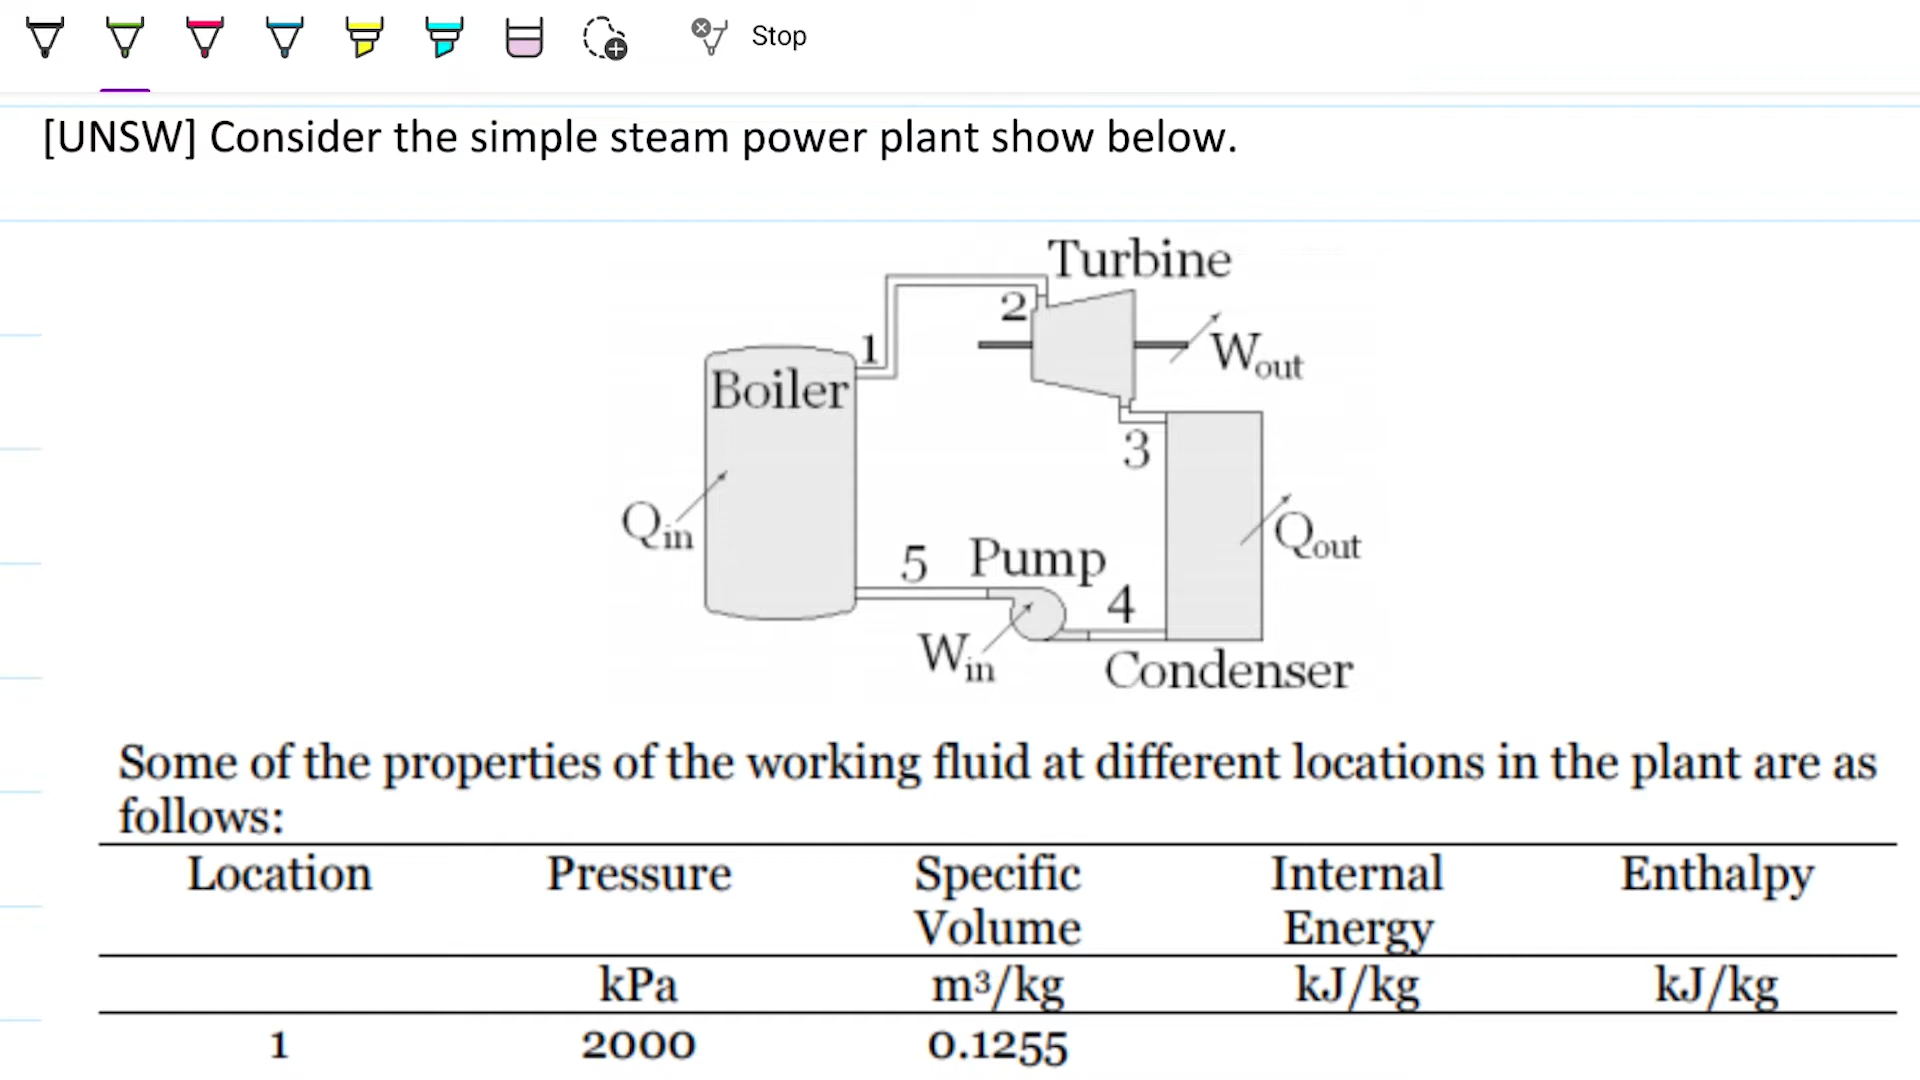 Stop
[UNSW] Consider the simple steam power plant show below.
Turbine
2
Wout
1
Boiler
3
Qin
Qout
5 Pump
4
Win
Condenser
Some of the properties of the working fluid at different locations in the plant are as
follows:
Location Pressure Specific Internal Enthalpy
Volume Energy
kPa m³/kg kJ/kg kJ/kg
1 2000 0.1255